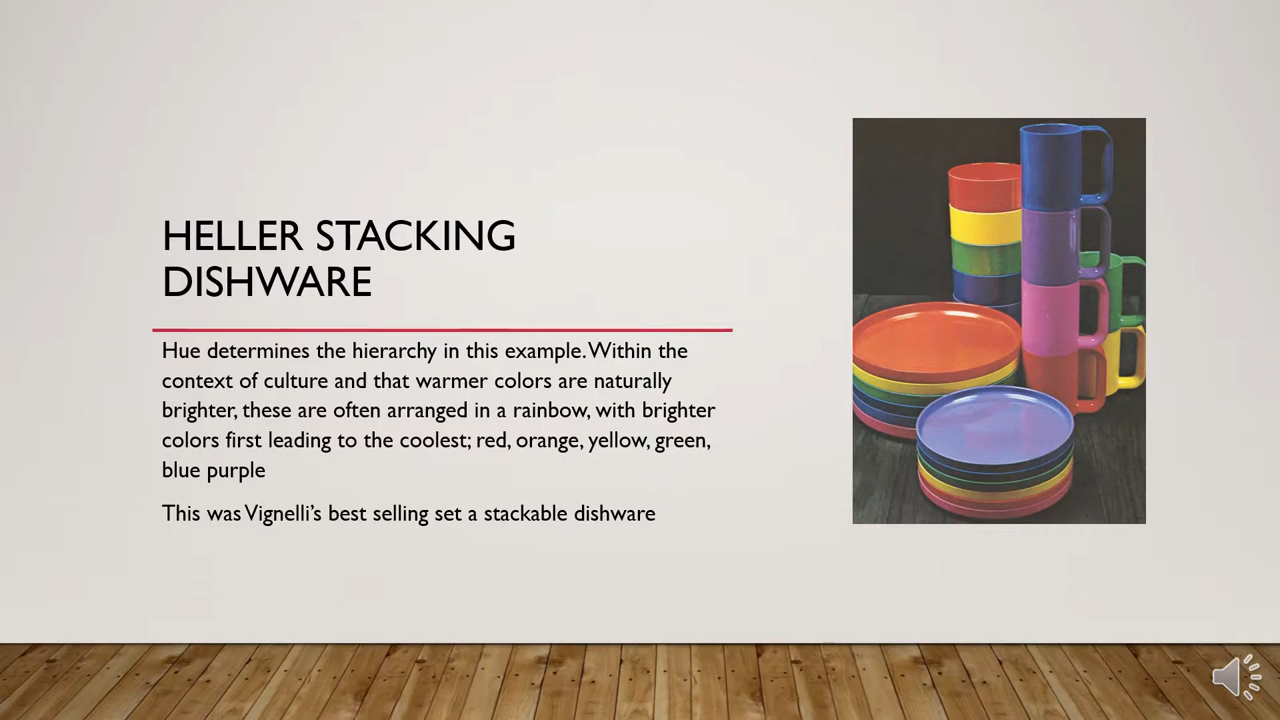 HELLER STACKING
DISHWARE
Hue determines the hierarchy in this example. Within the
context of culture and that warmer colors are naturally
brighter, these are often arranged in a rainbow, with brighter
colors first leading to the coolest; red, orange, yellow, green,
blue purple
This was Vignelli’s best selling set a stackable dishware